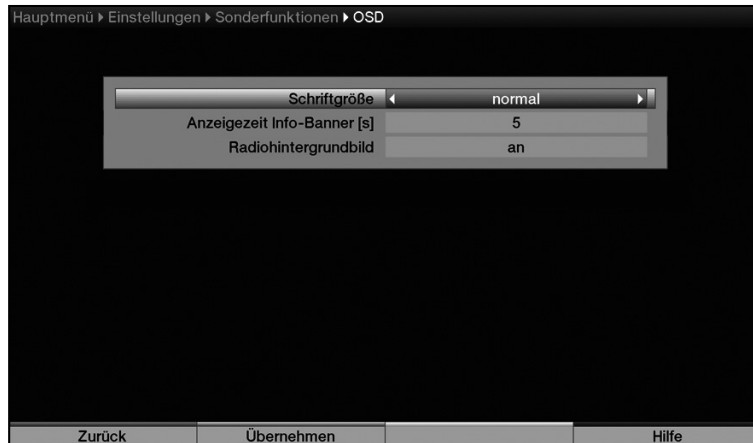 Hauptmenü ▸ Einstellungen ▸ Sonderfunktionen ▸ OSD
Schriftgröße ◂ normal ▸
Anzeigezeit Info-Banner [s] 5
Radiohintergrundbild an
Zurück Übernehmen Hilfe